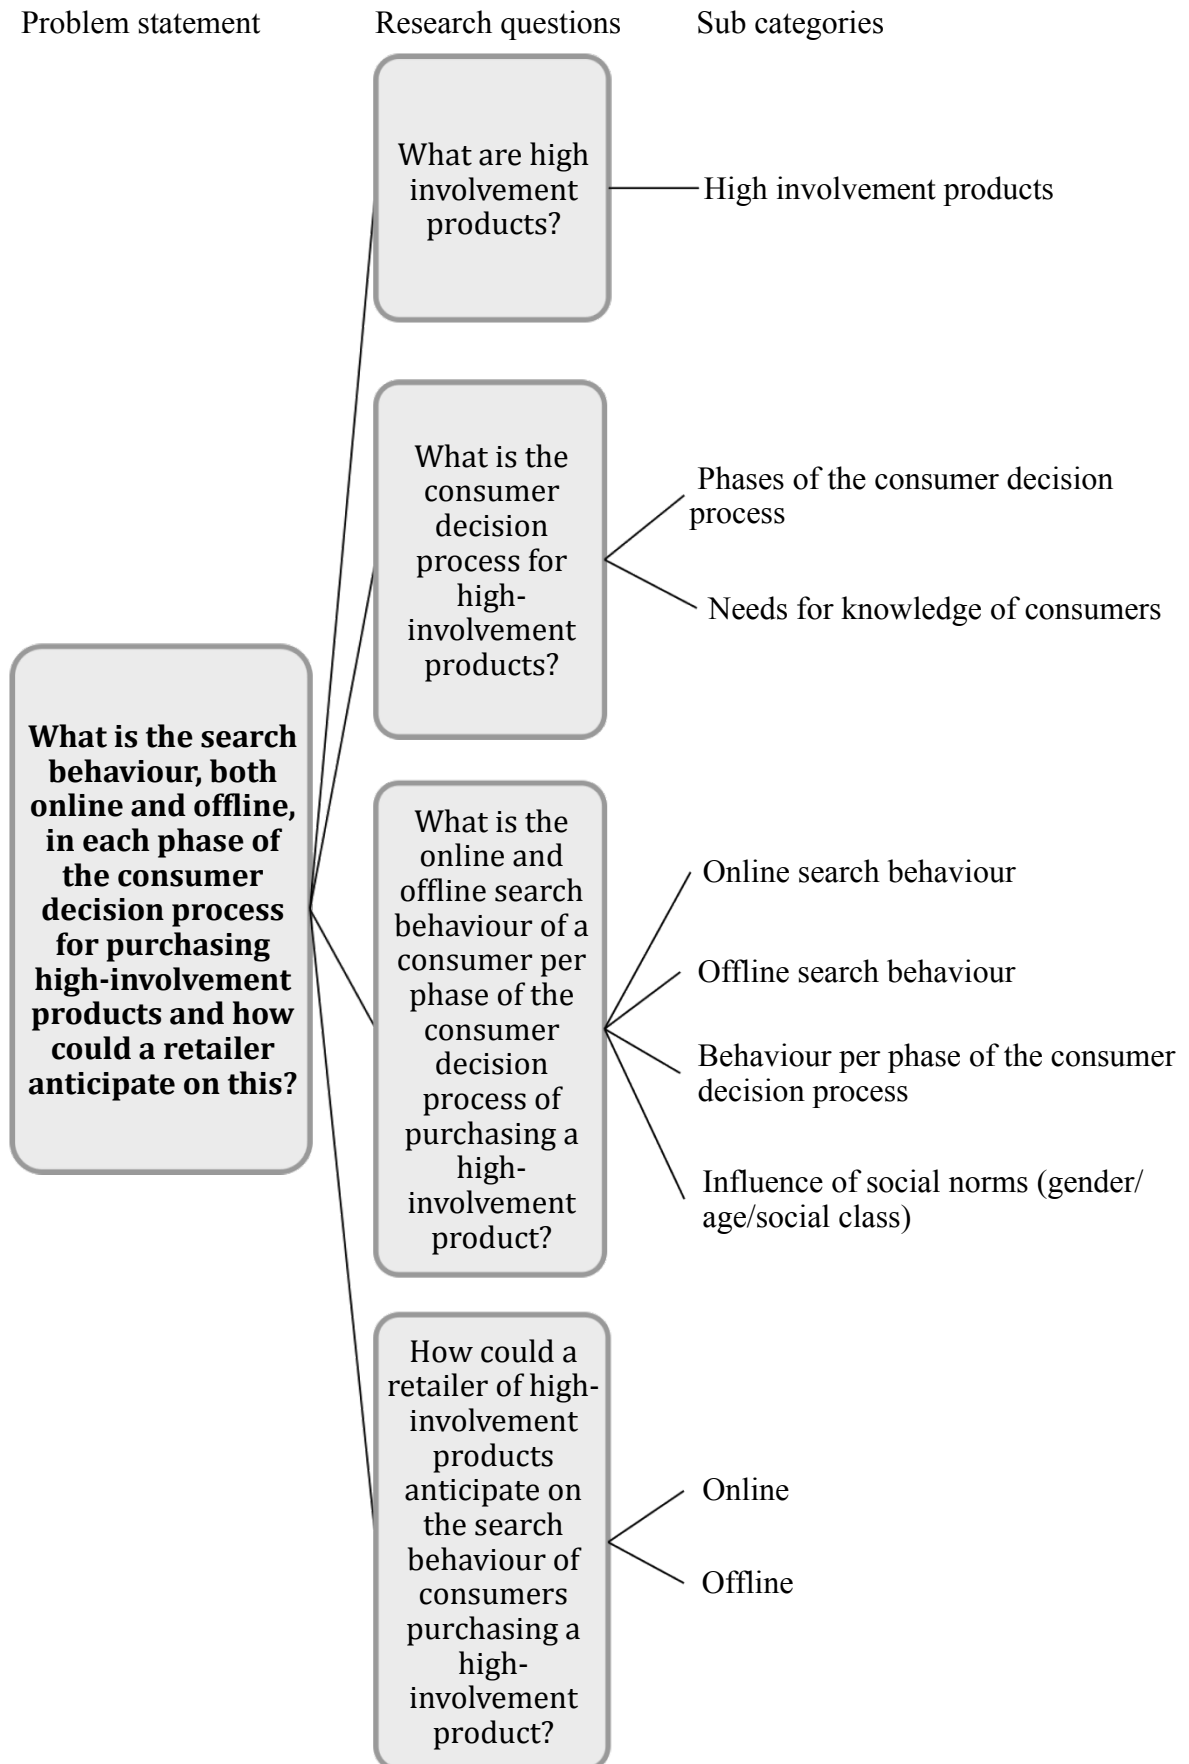 Problem statement
Research questions
Sub categories
What is the search
behaviour, both
online and offline,
in each phase of
the consumer
decision process
for purchasing
high-involvement
products and how
could a retailer
anticipate on this?
What are high
involvement
products?
High involvement products
What is the
consumer
decision
process for
high-
involvement
products?
Phases of the consumer decision
process
Needs for knowledge of consumers
What is the
online and
offline search
behaviour of a
consumer per
phase of the
consumer
decision
process of
purchasing a
high-
involvement
product?
Online search behaviour
Offline search behaviour
Behaviour per phase of the consumer
decision process
Influence of social norms (gender/
age/social class)
How could a
retailer of high-
involvement
products
anticipate on
the search
behaviour of
consumers
purchasing a
high-
involvement
product?
Online
Offline